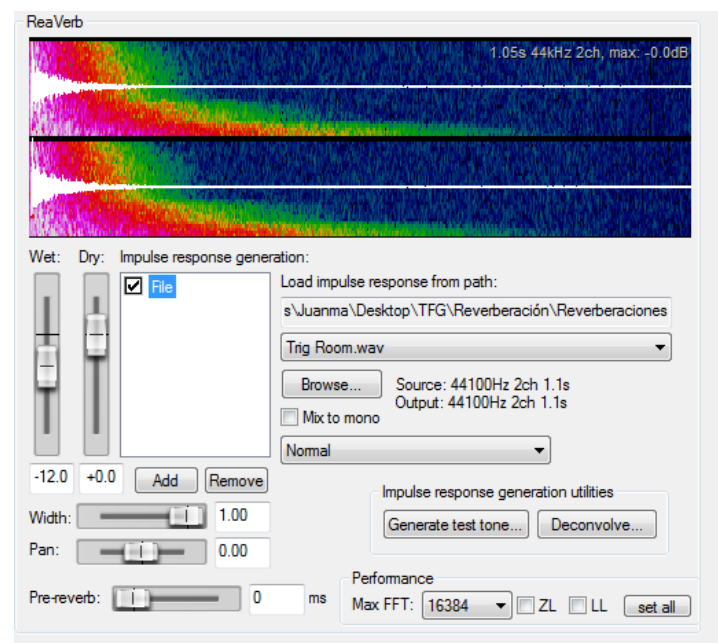 ReaVerb
1.05s 44kHz 2ch, max: -0.0dB
Wet: Dry: Impulse response generation:
File
Load impulse response from path:
s\Juanma\Desktop\TFG\Reverberación\Reverberaciones
Trig Room.wav
Browse... Source: 44100Hz 2ch 1.1s
Output: 44100Hz 2ch 1.1s
Mix to mono
Normal
-12.0 +0.0 Add Remove
Impulse response generation utilities
Width: 1.00
Generate test tone... Deconvolve...
Pan: 0.00
Performance
Pre-reverb: 0 ms
Max FFT: 16384 ZL LL set all